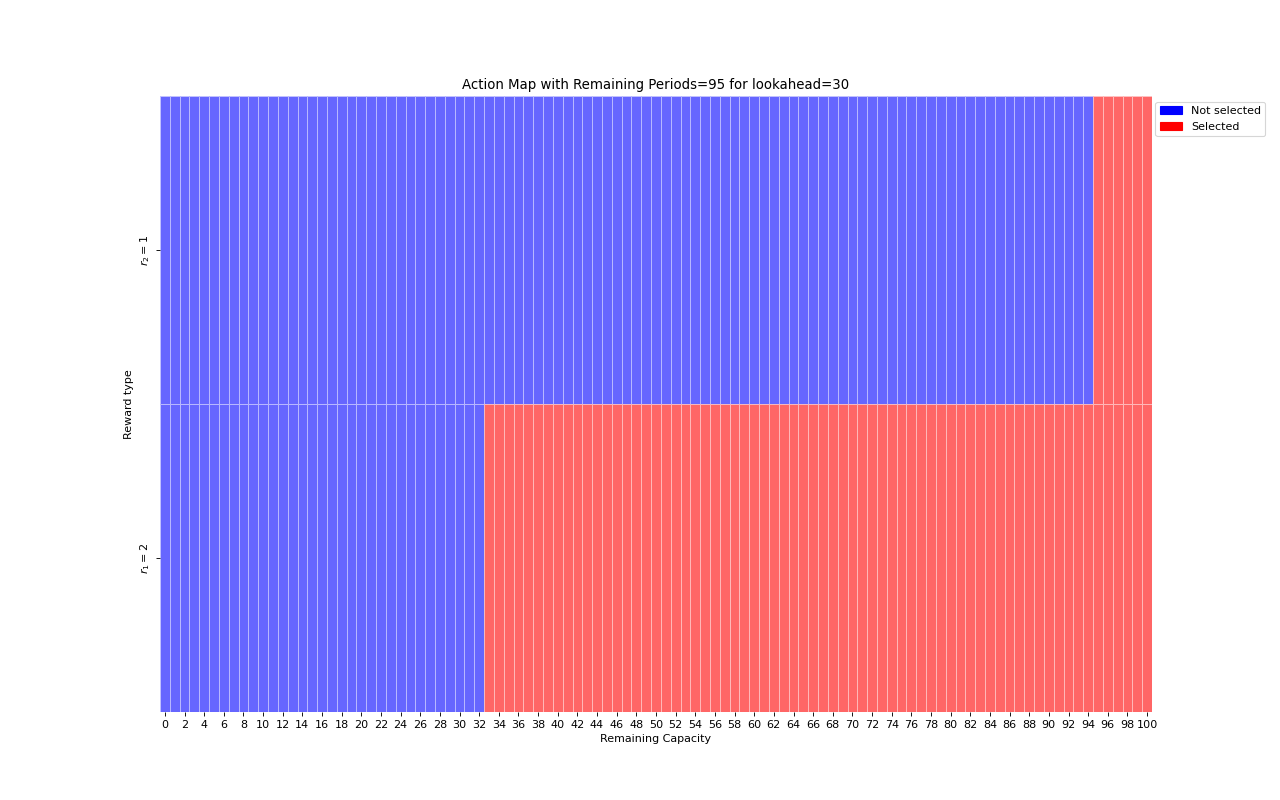 Action Map with Remaining Periods=95 for lookahead=30
Not selected
Selected
r₂ = 1
Reward type
r₁ = 2
0 2 4 6 8 10 12 14 16 18 20 22 24 26 28 30 32 34 36 38 40 42 44 46 48 50 52 54 56 58 60 62 64 66 68 70 72 74 76 78 80 82 84 86 88 90 92 94 96 98 100
Remaining Capacity